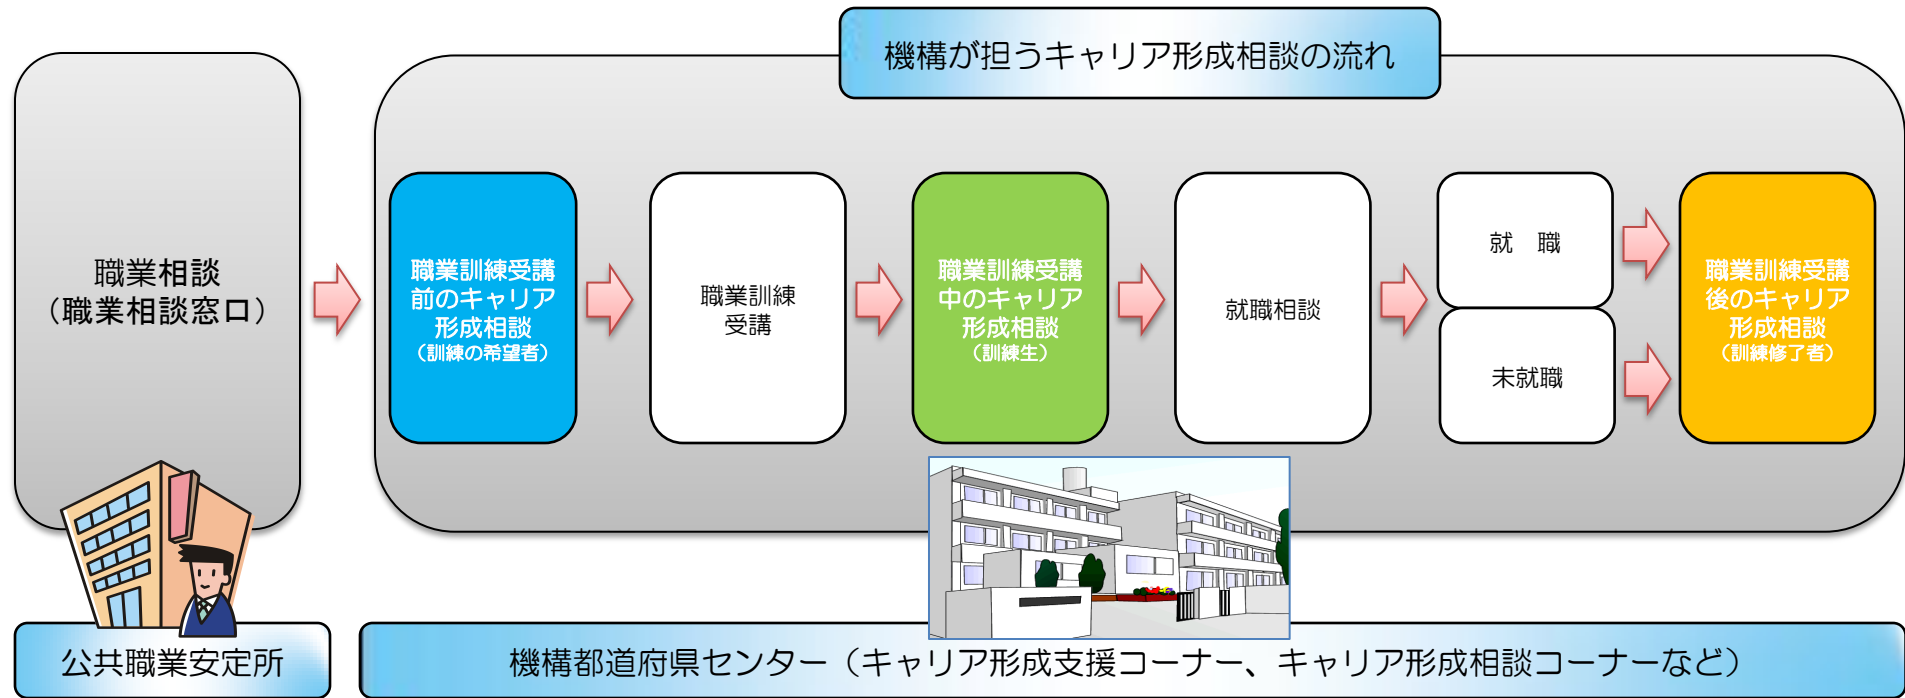 機構が担うキャリア形成相談の流れ
職業相談
（職業相談窓口）
職業訓練受講
前のキャリア
形成相談
（訓練の希望者）
職業訓練
受講
職業訓練受講
中のキャリア
形成相談
（訓練生）
就職相談
就　職
未就職
職業訓練受講
後のキャリア
形成相談
（訓練修了者）
公共職業安定所
機構都道府県センター（キャリア形成支援コーナー、キャリア形成相談コーナーなど）